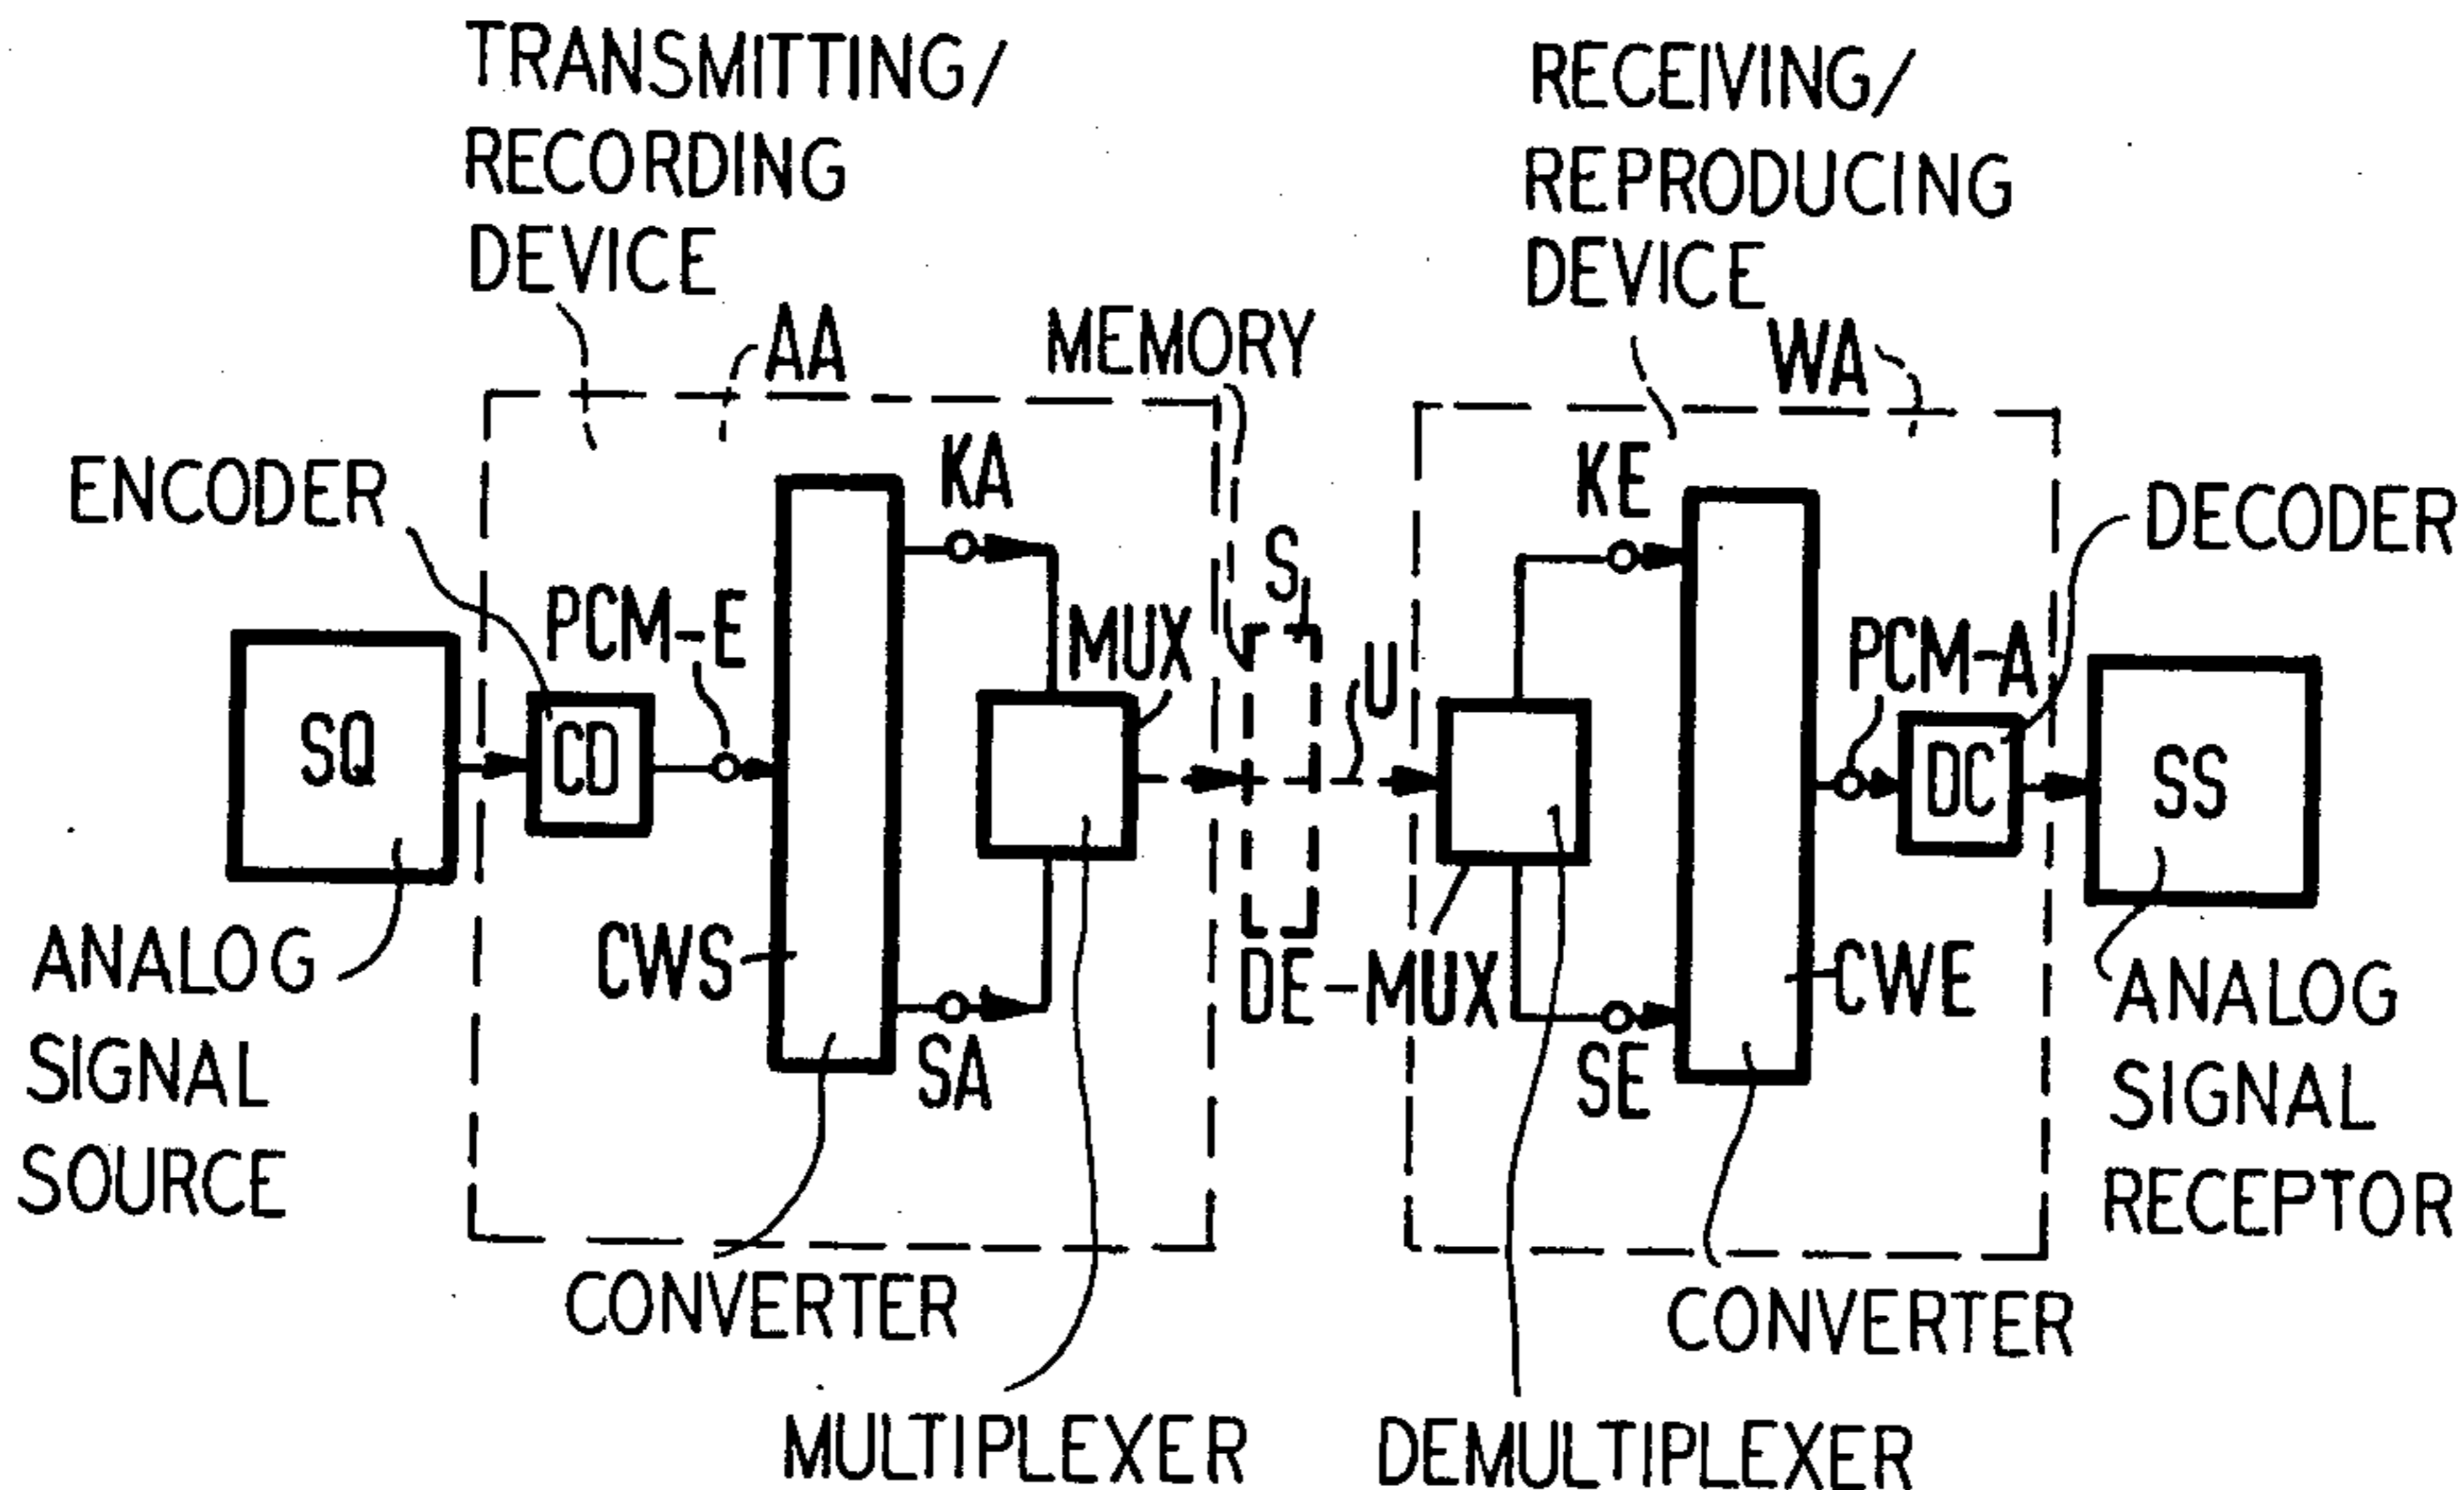 TRANSMITTING/
RECORDING
DEVICE
RECEIVING/
REPRODUCING
DEVICE
AA
MEMORY
WA
ENCODER
KA
KE
DECODER
PCM-E
S
MUX
U
PCM-A
SQ
CD
DC
SS
CWS
DE-MUX
CWE
SA
SE
ANALOG
SIGNAL
SOURCE
ANALOG
SIGNAL
RECEPTOR
CONVERTER
CONVERTER
MULTIPLEXER
DEMULTIPLEXER